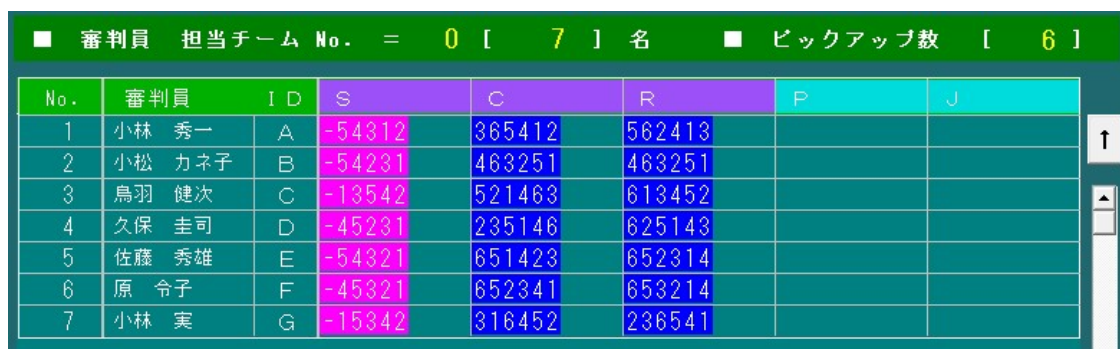 ■ 審判員 担当チーム No. = 0 [ 7 ] 名 ■ ピックアップ数 [ 6 ]
No. 審判員 ID S C R P J
1 小林 秀一 A -54312 365412 562413
2 小松 カネ子 B -54231 463251 463251
3 鳥羽 健次 C -13542 521463 613452
4 久保 圭司 D -45231 235146 625143
5 佐藤 秀雄 E -54321 651423 652314
6 原 令子 F -45321 652341 653214
7 小林 実 G -15342 316452 236541